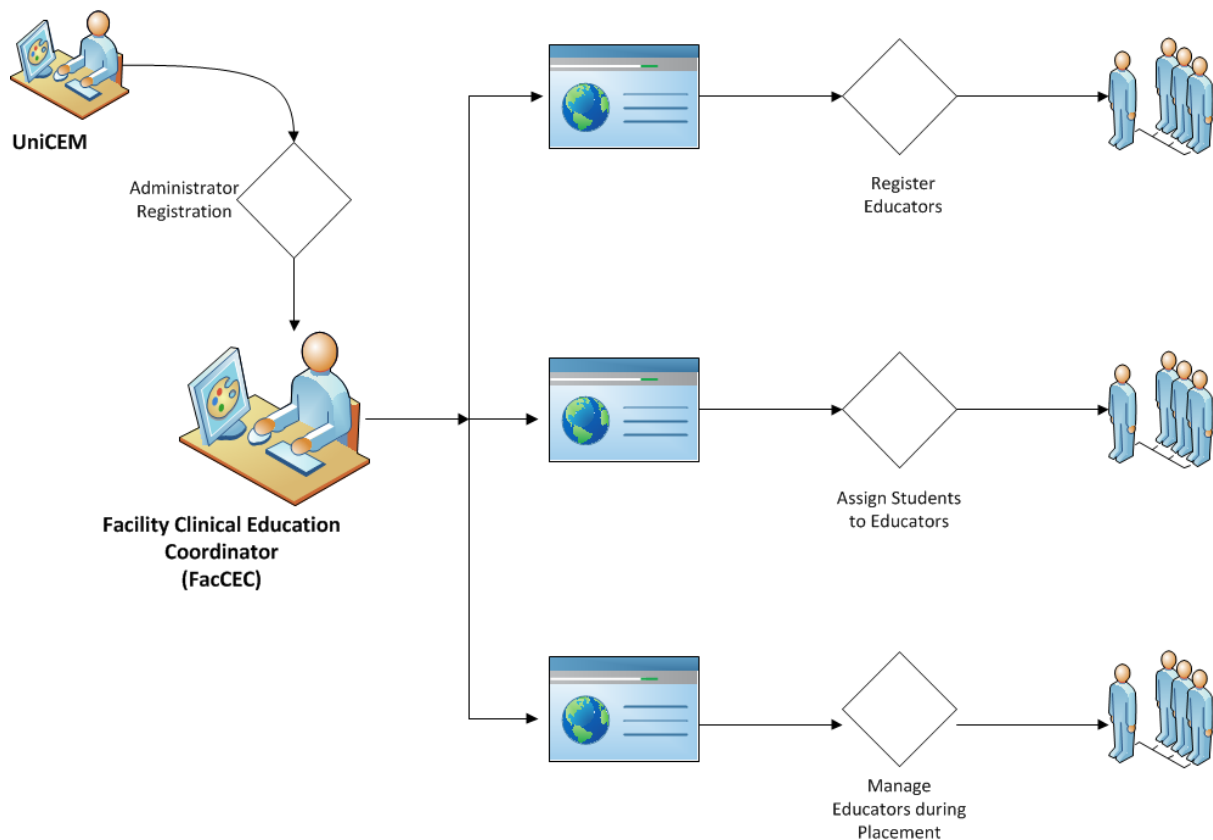 UniCEM
Administrator
Registration
Facility Clinical Education
Coordinator
(FacCEC)
Register
Educators
Assign Students
to Educators
Manage
Educators during
Placement